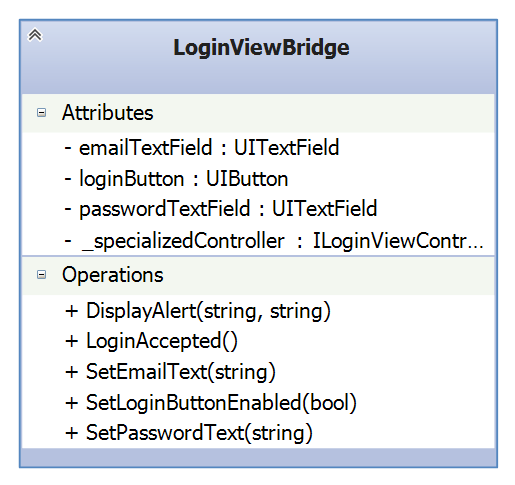 LoginViewBridge
Attributes
- emailTextField : UITextField
- loginButton : UIButton
- passwordTextField : UITextField
- _specializedController : ILoginViewContr...
Operations
+ DisplayAlert(string, string)
+ LoginAccepted()
+ SetEmailText(string)
+ SetLoginButtonEnabled(bool)
+ SetPasswordText(string)